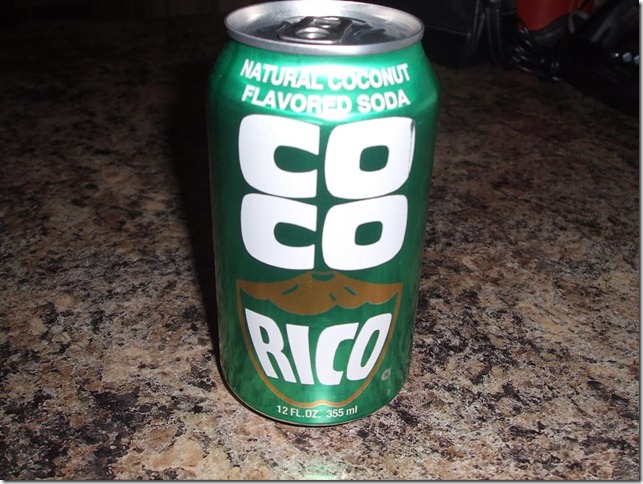 NATURAL COCONUT
FLAVORED SODA
CO
CO
RICO
12 FL.OZ, 355 ml